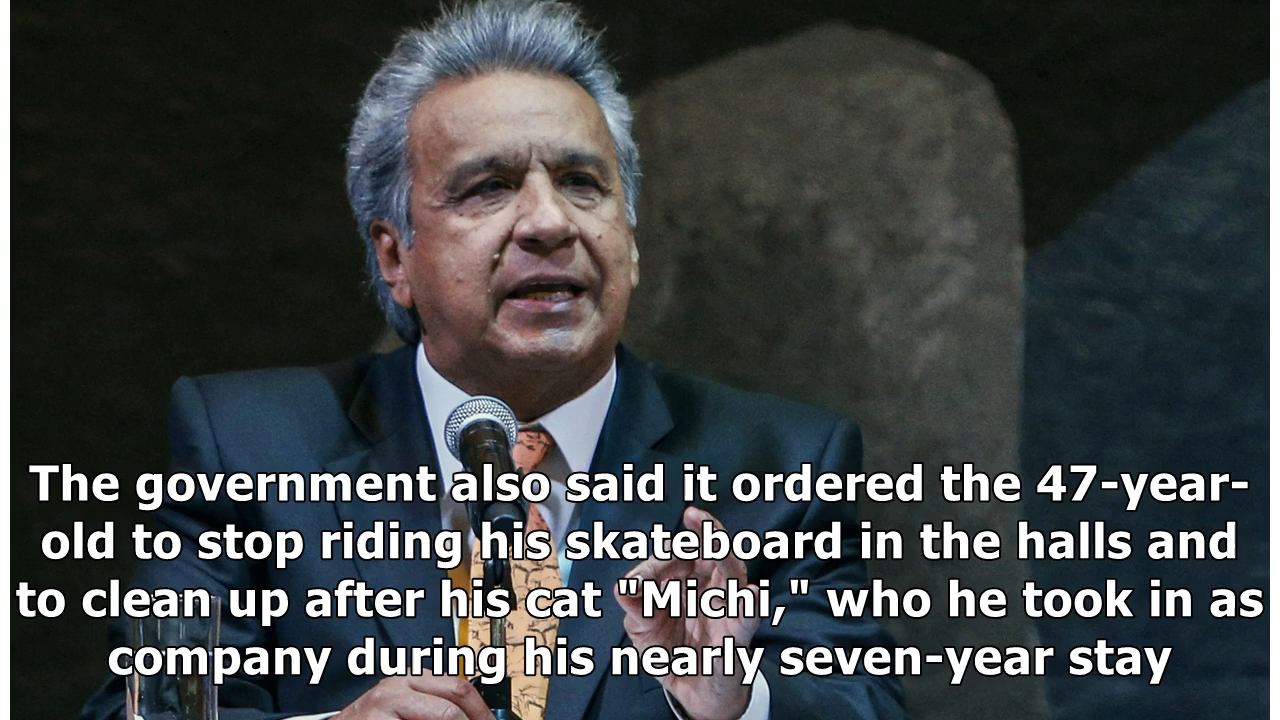 The government also said it ordered the 47-year-
old to stop riding his skateboard in the halls and
to clean up after his cat "Michi," who he took in as
company during his nearly seven-year stay